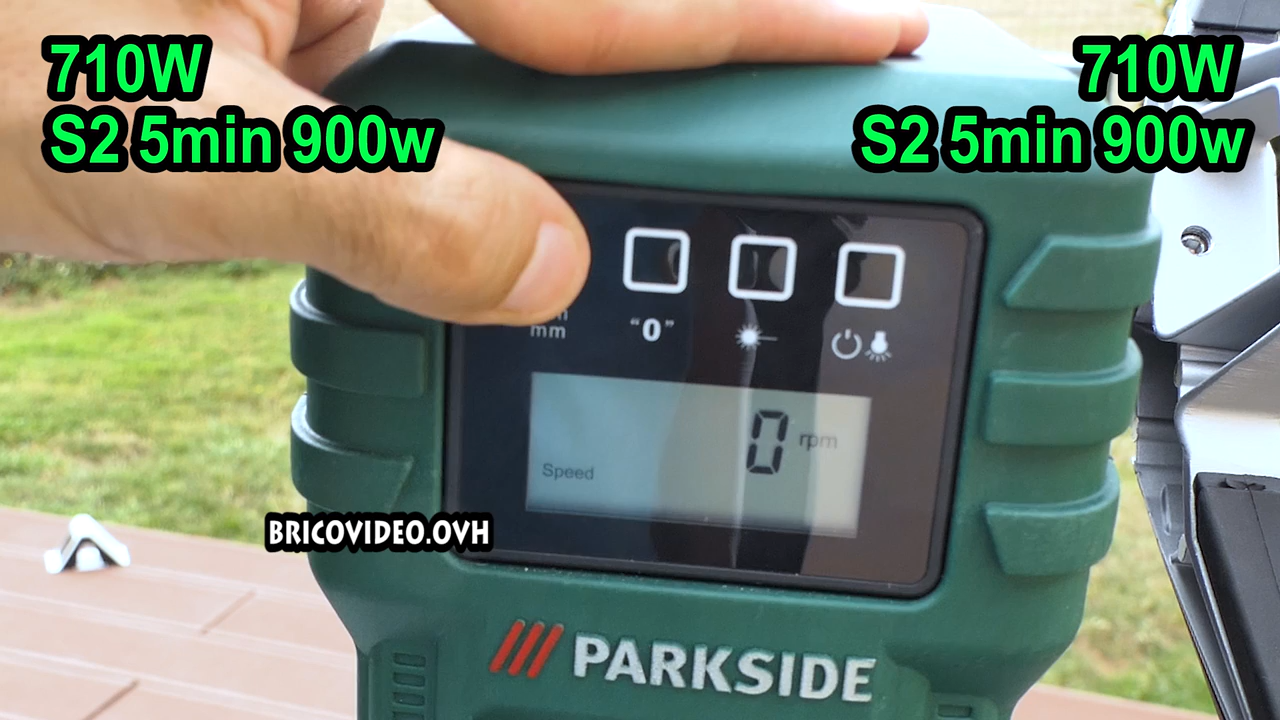 710W
S2 5min 900w
710W
S2 5min 900w
mm
"0"
0 rpm
Speed
BRICOVIDEO.OVH
PARKSIDE